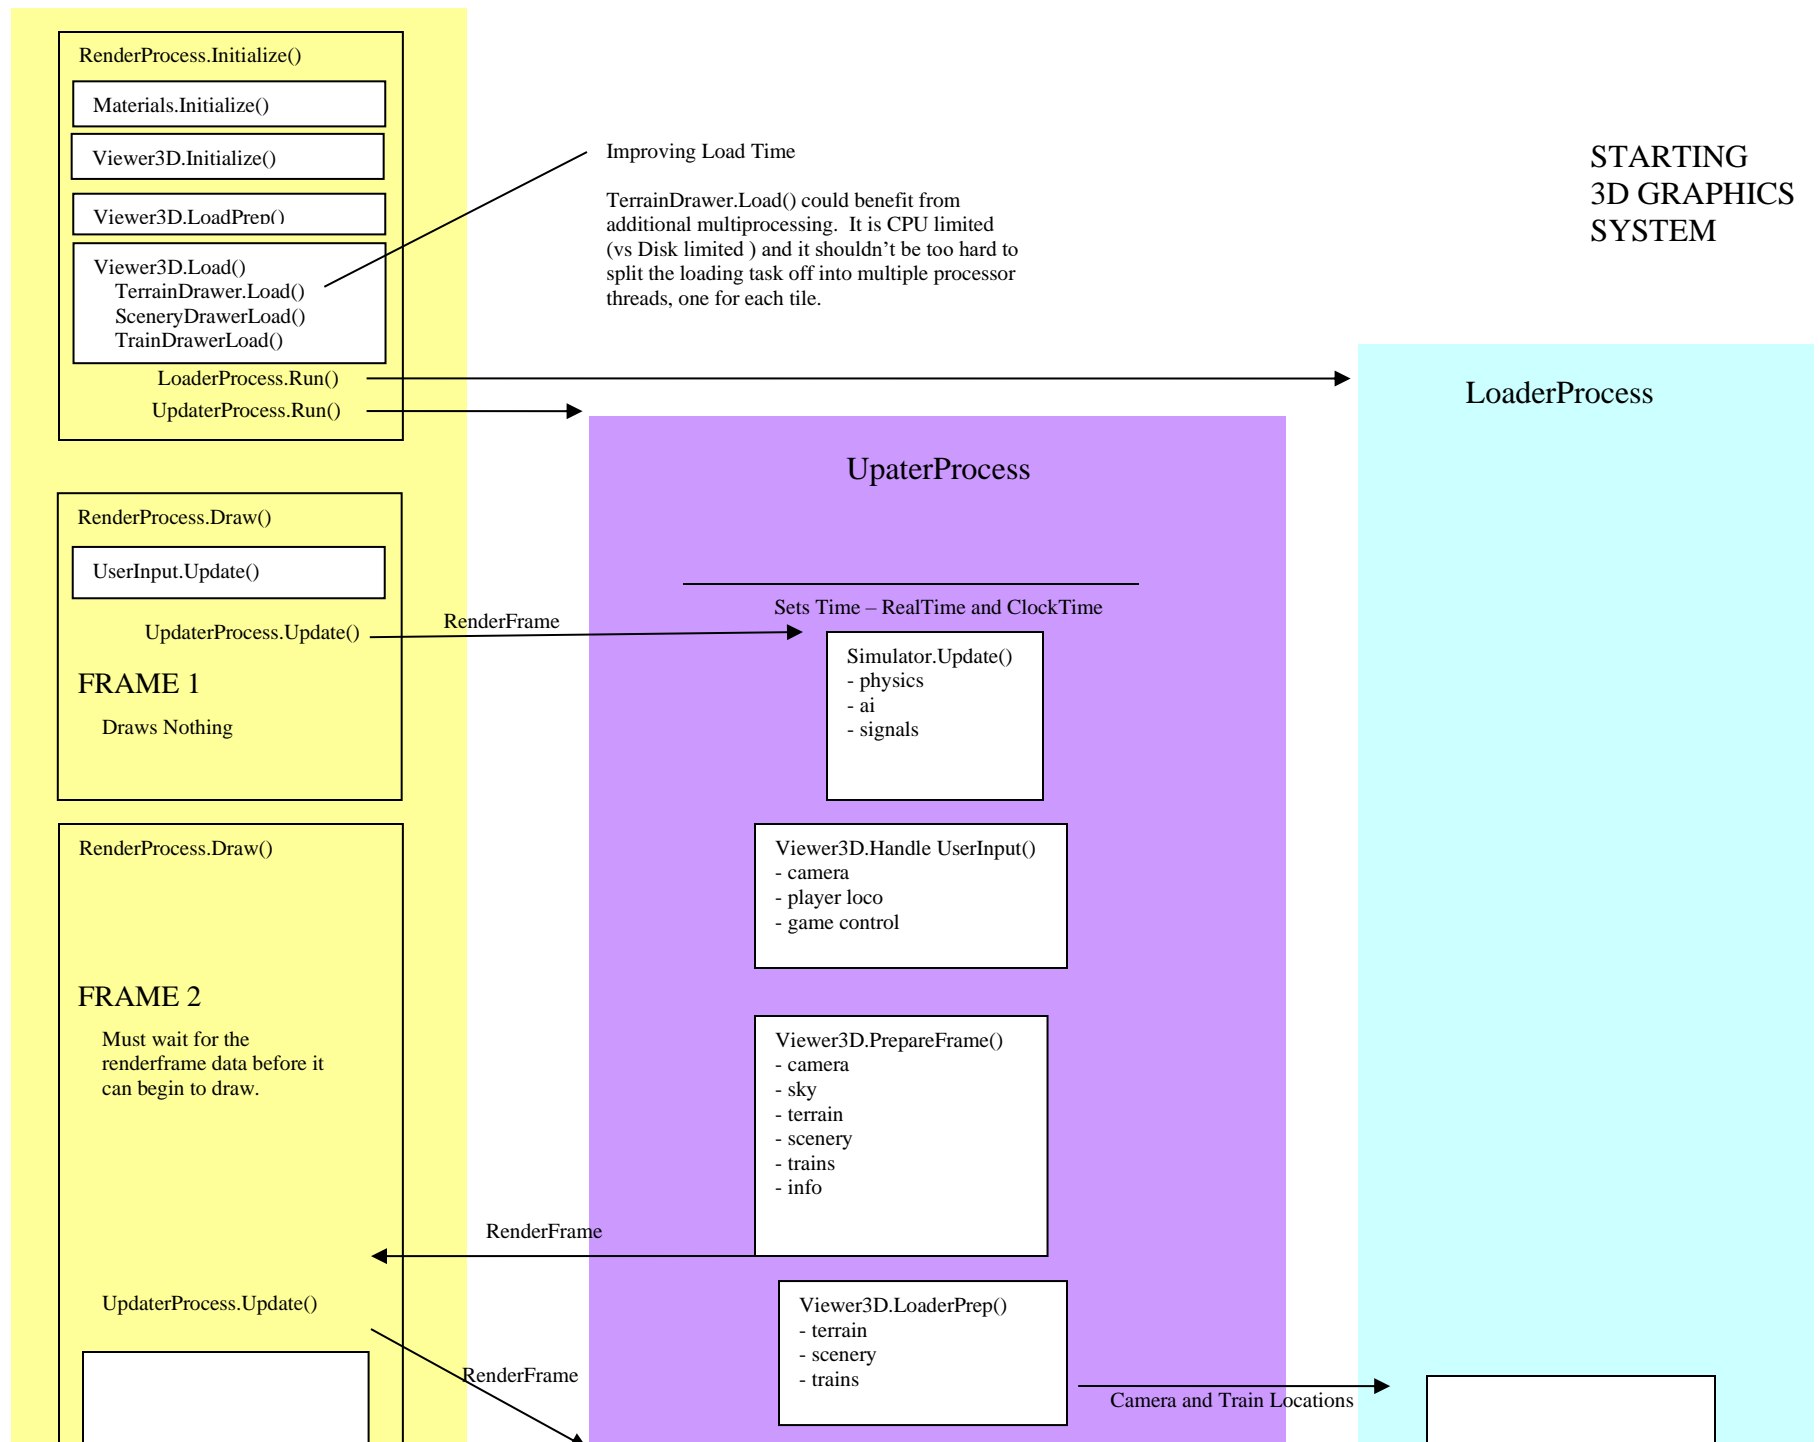 RenderProcess.Initialize()
Materials.Initialize()
Viewer3D.Initialize()
Viewer3D.LoadPrep()
Viewer3D.Load()
TerrainDrawer.Load()
SceneryDrawerLoad()
TrainDrawerLoad()
LoaderProcess.Run()
UpdaterProcess.Run()
Improving Load Time
TerrainDrawer.Load() could benefit from
additional multiprocessing.  It is CPU limited
(vs Disk limited ) and it shouldn’t be too hard to
split the loading task off into multiple processor
threads, one for each tile.
STARTING
3D GRAPHICS
SYSTEM
LoaderProcess
UpaterProcess
RenderProcess.Draw()
UserInput.Update()
UpdaterProcess.Update()
RenderFrame
FRAME 1
Draws Nothing
Sets Time – RealTime and ClockTime
Simulator.Update()
- physics
- ai
- signals
RenderProcess.Draw()
FRAME 2
Must wait for the
renderframe data before it
can begin to draw.
Viewer3D.Handle UserInput()
- camera
- player loco
- game control
Viewer3D.PrepareFrame()
- camera
- sky
- terrain
- scenery
- trains
- info
RenderFrame
UpdaterProcess.Update()
RenderFrame
Viewer3D.LoaderPrep()
- terrain
- scenery
- trains
Camera and Train Locations